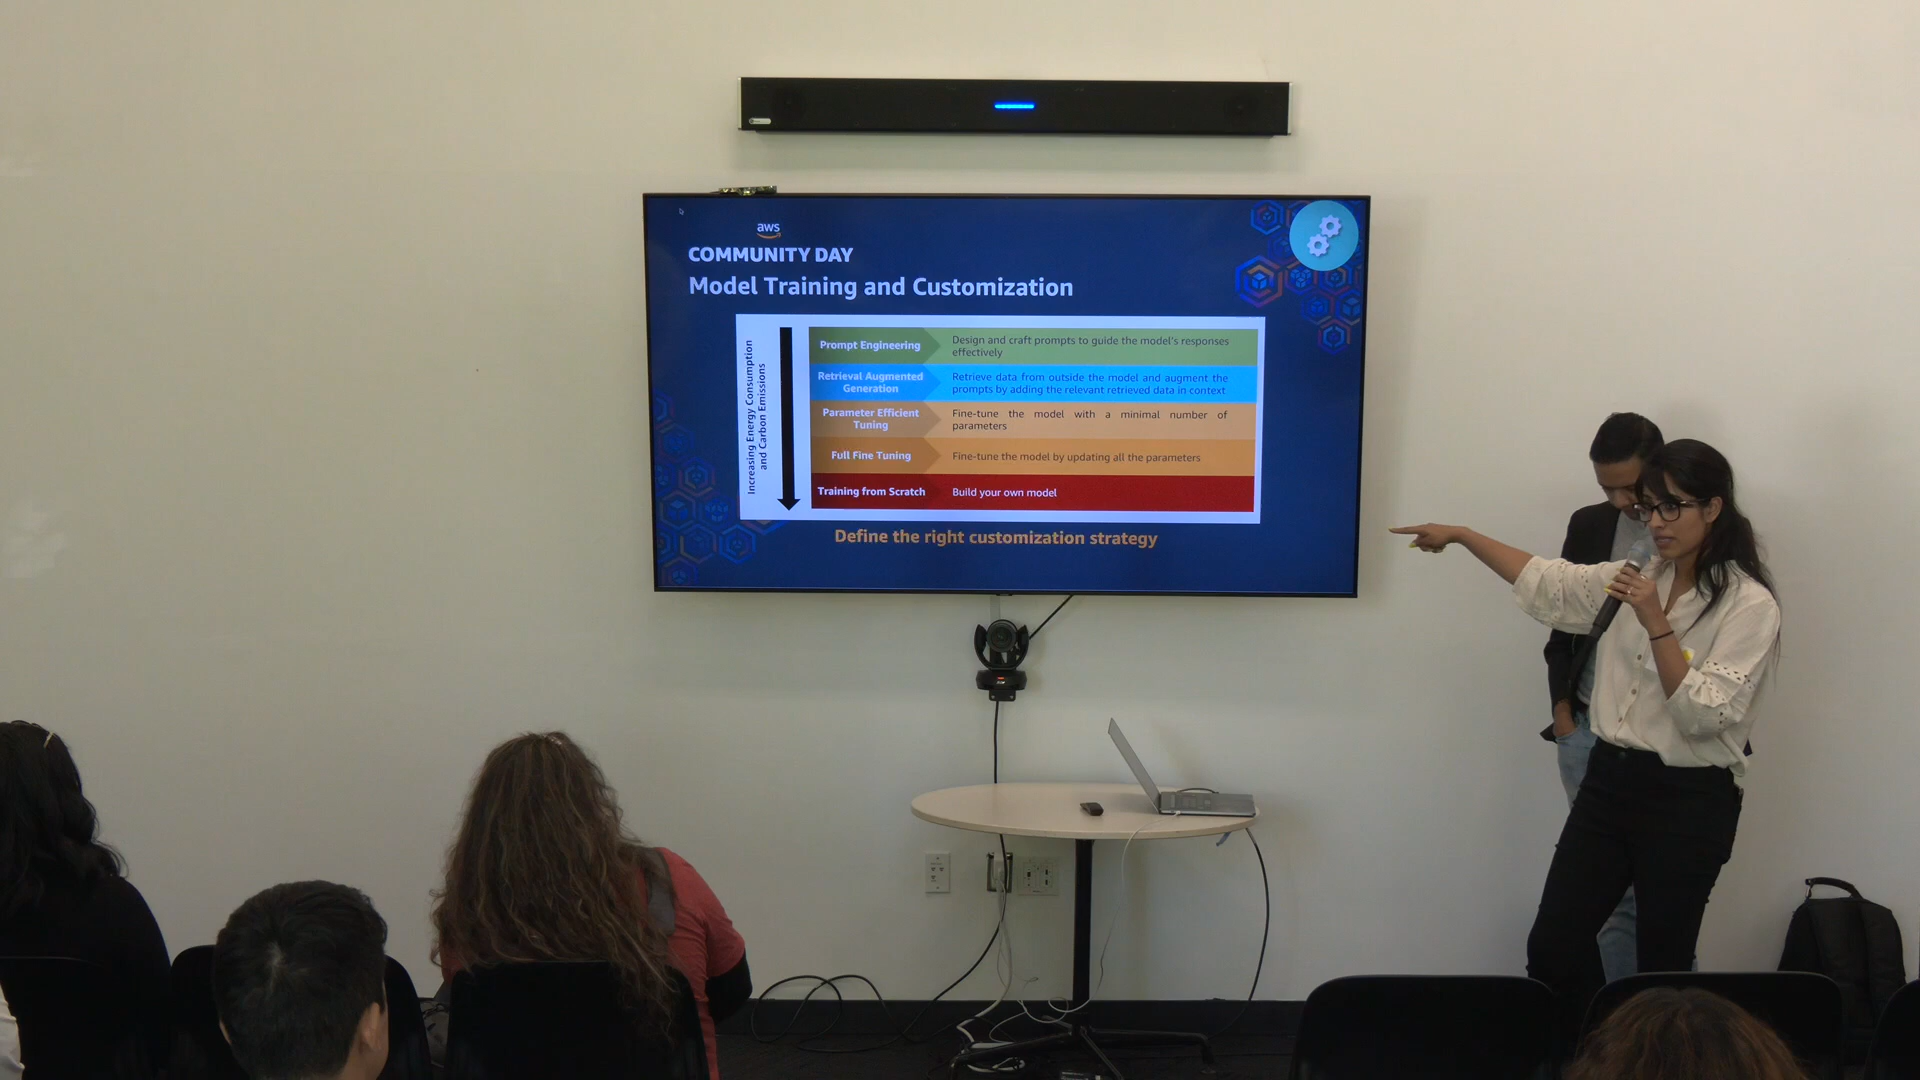 aws
COMMUNITY DAY
Model Training and Customization
Increasing Energy Consumption
and Carbon Emissions
Prompt Engineering
Design and craft prompts to guide the model's responses
effectively
Retrieval Augmented
Generation
Retrieve data from outside the model and augment the
prompts by adding the relevant retrieved data in context
Parameter Efficient
Tuning
Fine-tune the model with a minimal number of
parameters
Full Fine Tuning
Fine-tune the model by updating all the parameters
Training from Scratch
Build your own model
Define the right customization strategy